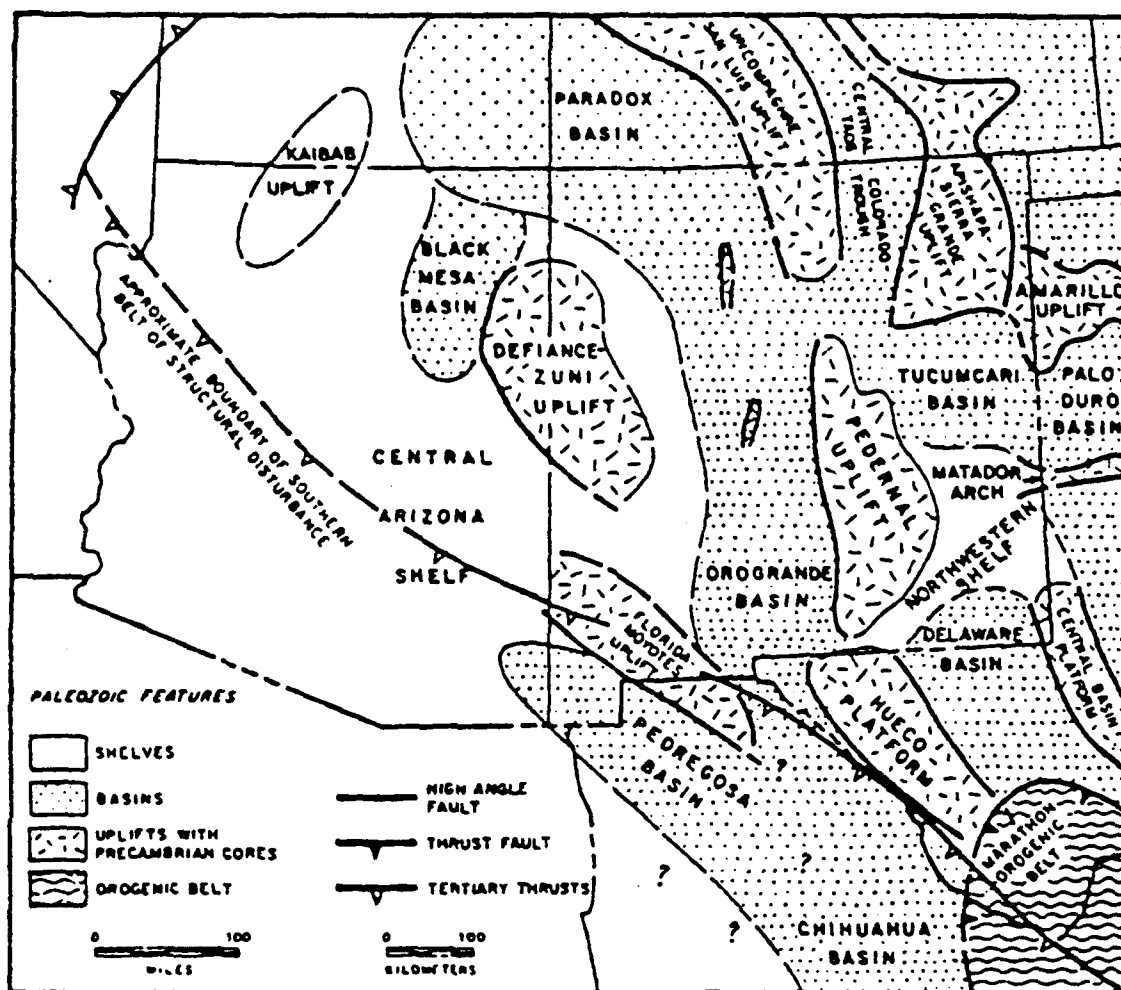 UNCOMPAGHRE
SAN LUIS UPLIFT
CENTRAL
TAOS
COLORADO
TROUGH
PARADOX
BASIN
KAIBAB
UPLIFT
APISHAPA-
SIERRA
GRANDE
UPLIFT
BLACK
MESA
BASIN
AMARILLO
UPLIFT
APPROXIMATE BOUNDARY OF SOUTHERN
BELT OF STRUCTURAL DISTURBANCE
DEFIANCE-
ZUNI
UPLIFT
TUCUMCARI
BASIN
PALO
DURO
BASIN
PEDERNAL
UPLIFT
CENTRAL
ARIZONA
SHELF
MATADOR
ARCH
NORTHWESTERN
SHELF
OROGRANDE
BASIN
FLORIDA
MOYOTES
UPLIFT
DELAWARE
BASIN
CENTRAL BASIN
PLATFORM
HUECO
PLATFORM
PEDREGOSA
BASIN
?
?
?
?
MARATHON
OROGENIC
BELT
CHIHUAHUA
BASIN
PALEOZOIC FEATURES
SHELVES
BASINS
UPLIFTS WITH
PRECAMBRIAN CORES
OROGENIC BELT
HIGH ANGLE
FAULT
THRUST FAULT
TERTIARY THRUSTS
0 100
MILES
0 100
KILOMETERS